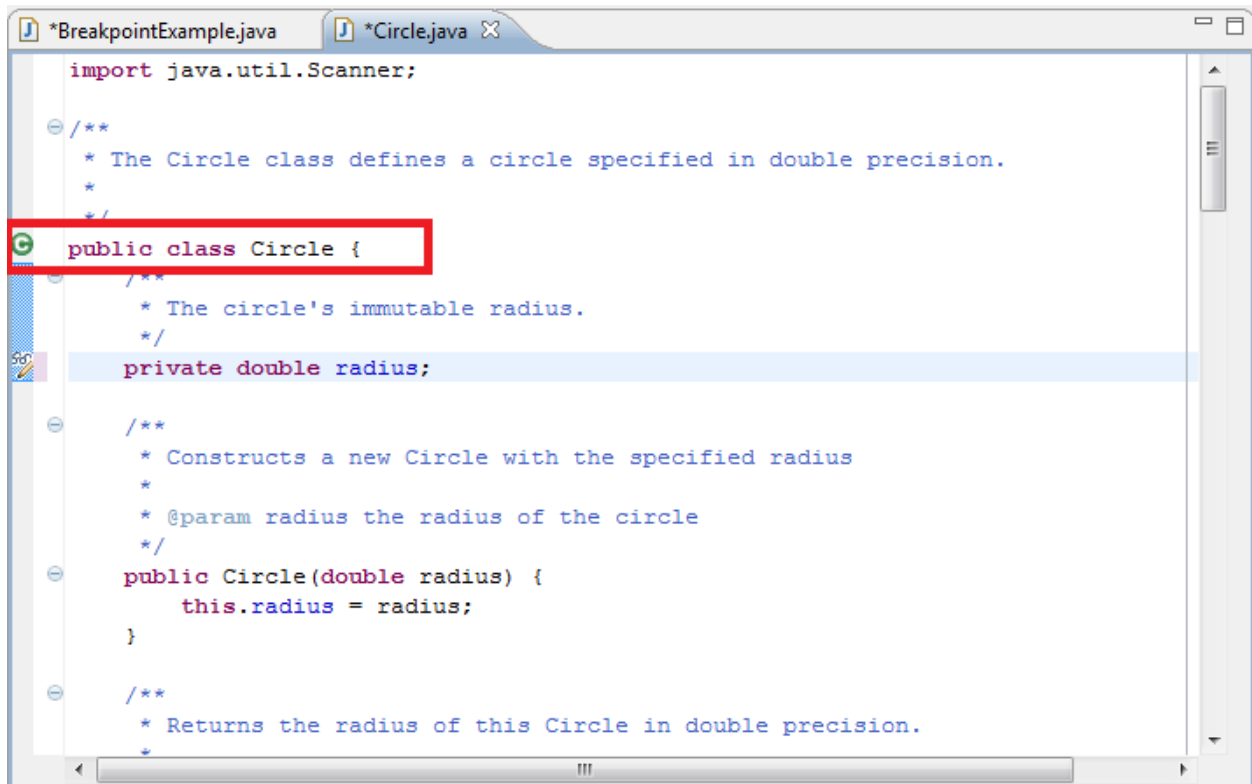 *BreakpointExample.java
*Circle.java
import java.util.Scanner;
/**
* The Circle class defines a circle specified in double precision.
*
*/
public class Circle {
/**
* The circle's immutable radius.
*/
private double radius;
/**
* Constructs a new Circle with the specified radius
*
* @param radius the radius of the circle
*/
public Circle(double radius) {
this.radius = radius;
}
/**
* Returns the radius of this Circle in double precision.
*